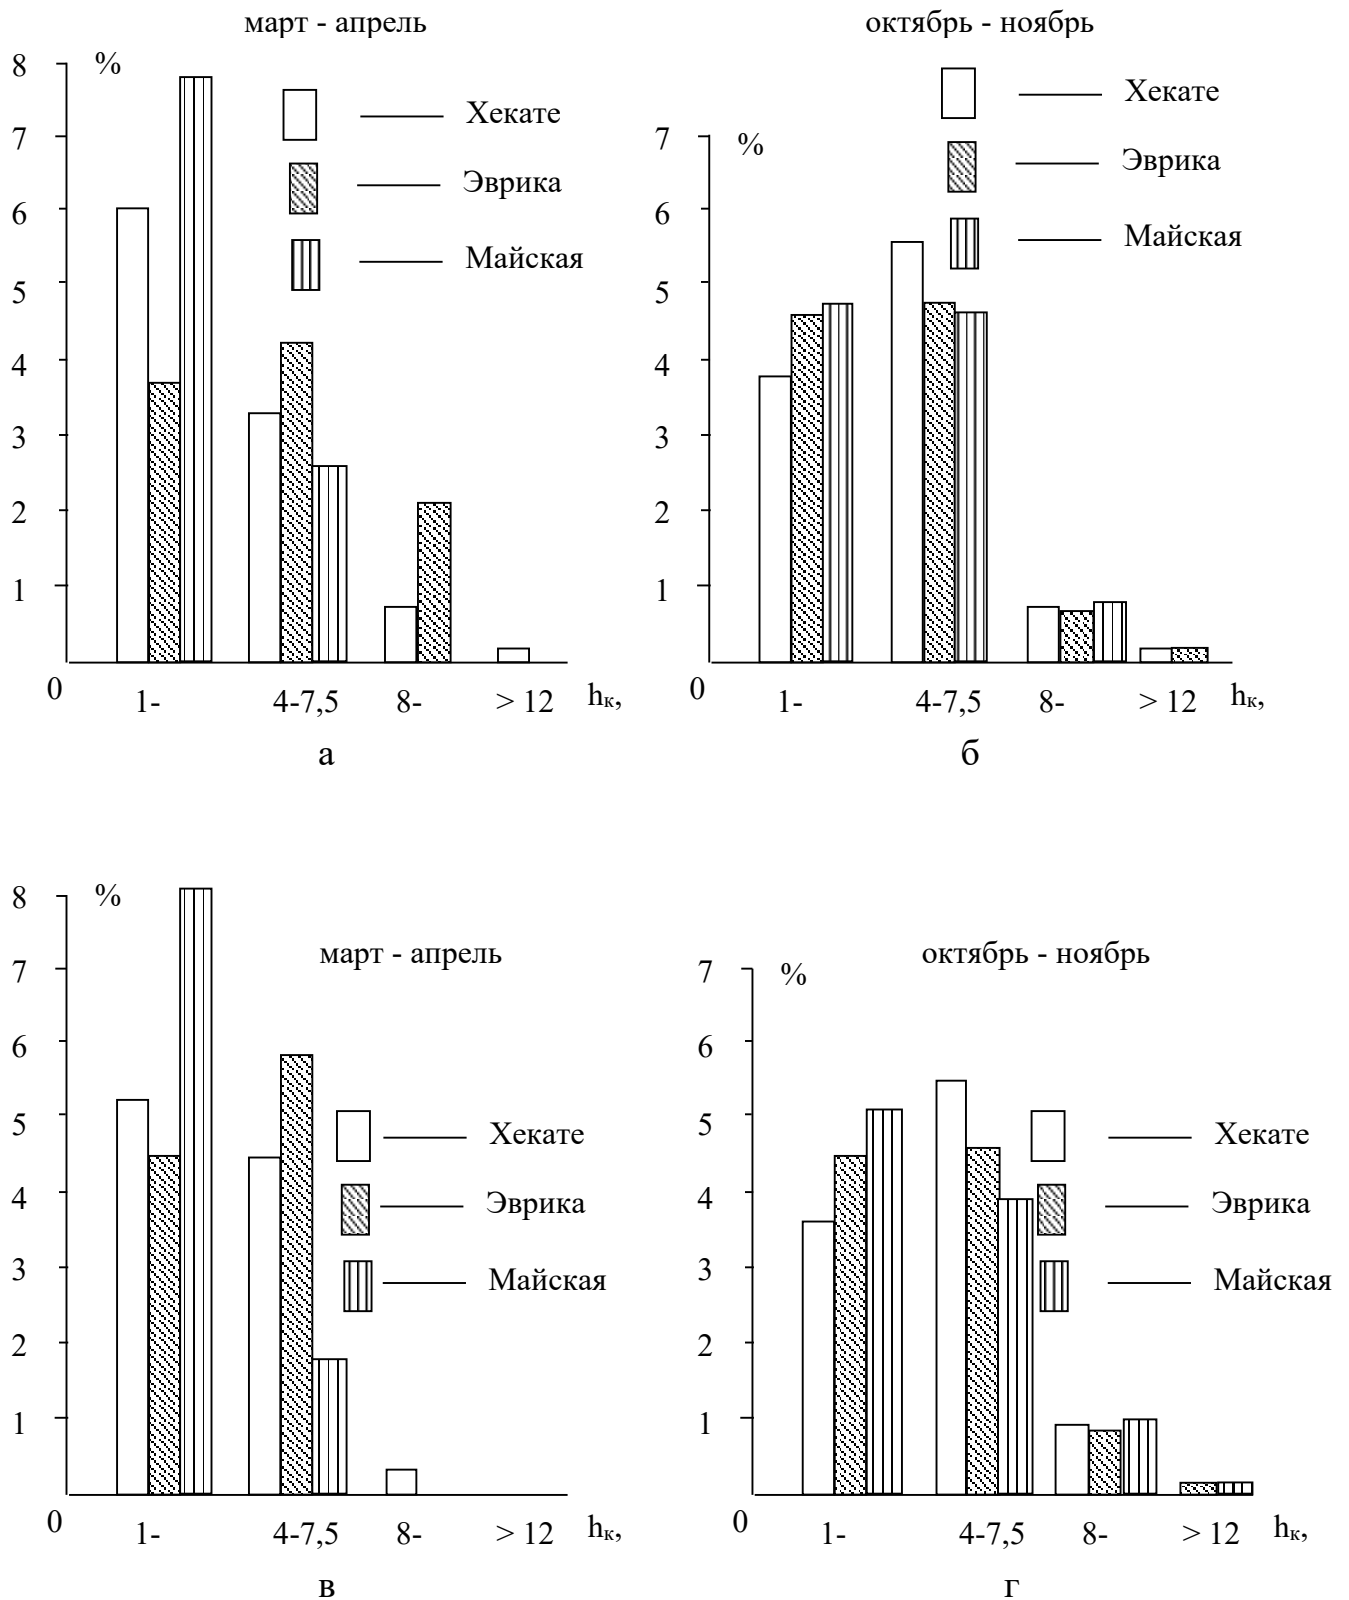 март - апрель
%
8
7
6
5
4
3
2
1
0
Хекате
Эврика
Майская
1-
4-7,5
8-
> 12
hк,
а
октябрь - ноябрь
%
7
6
5
4
3
2
1
0
Хекате
Эврика
Майская
1-
4-7,5
8-
> 12
hк,
б
%
март - апрель
8
7
6
5
4
3
2
1
0
Хекате
Эврика
Майская
1-
4-7,5
8-
> 12
hк,
в
октябрь - ноябрь
%
7
6
5
4
3
2
1
0
Хекате
Эврика
Майская
1-
4-7,5
8-
> 12
hк,
г